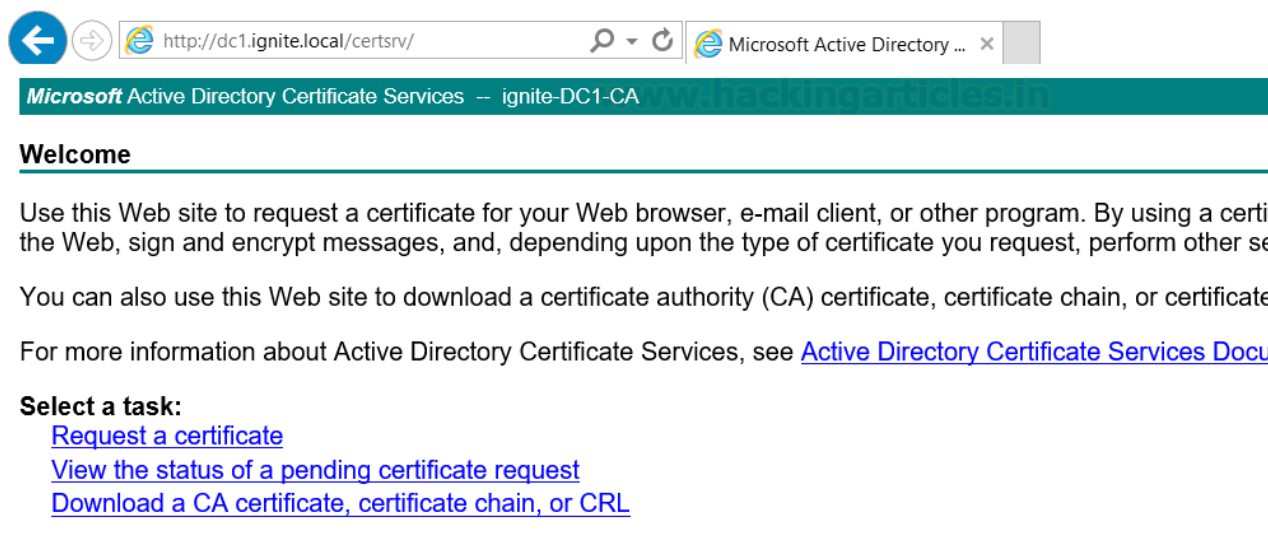 http://dc1.ignite.local/certsrv/ Microsoft Active Directory ...
Microsoft Active Directory Certificate Services -- ignite-DC1-CA www.hackingarticles.in
Welcome
Use this Web site to request a certificate for your Web browser, e-mail client, or other program. By using a certi
the Web, sign and encrypt messages, and, depending upon the type of certificate you request, perform other se
You can also use this Web site to download a certificate authority (CA) certificate, certificate chain, or certificate
For more information about Active Directory Certificate Services, see Active Directory Certificate Services Docu
Select a task:
Request a certificate
View the status of a pending certificate request
Download a CA certificate, certificate chain, or CRL